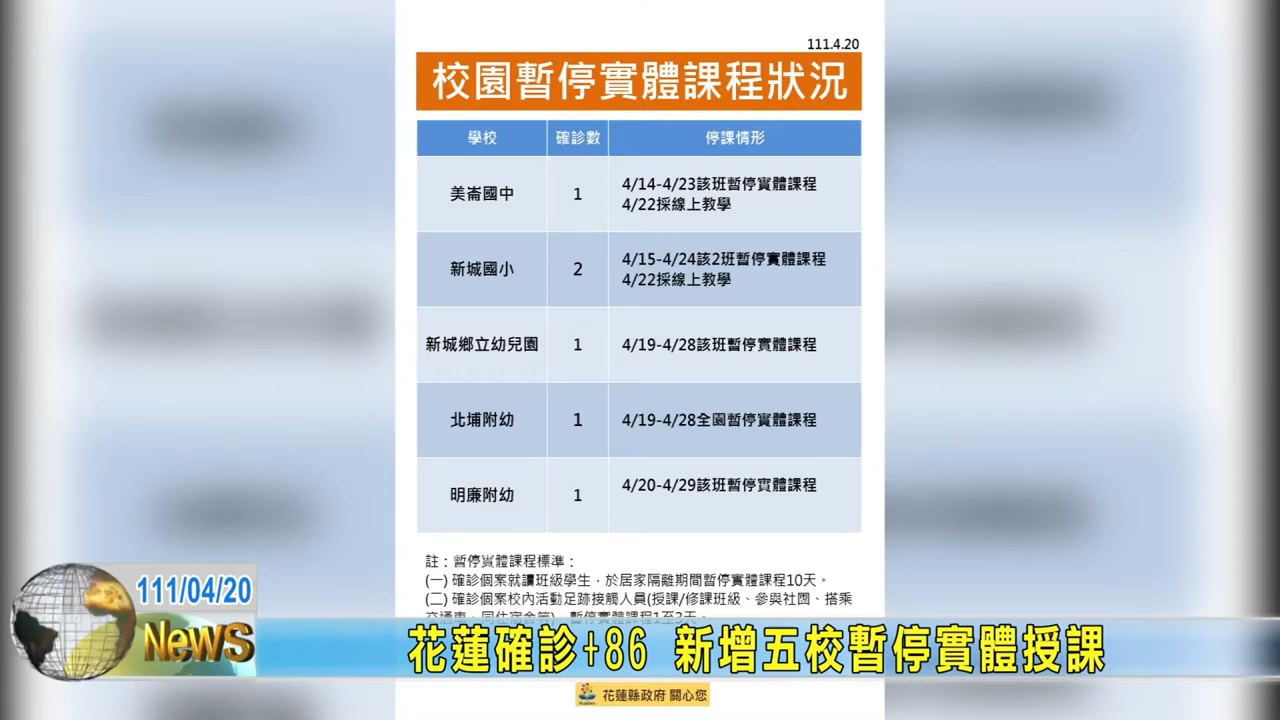 111.4.20
校園暫停實體課程狀況
學校 確診數 停課情形
美崙國中 1 4/14-4/23該班暫停實體課程
4/22採線上教學
新城國小 2 4/15-4/24該2班暫停實體課程
4/22採線上教學
新城鄉立幼兒園 1 4/19-4/28該班暫停實體課程
北埔附幼 1 4/19-4/28全園暫停實體課程
明廉附幼 1 4/20-4/29該班暫停實體課程
註：暫停實體課程標準：
(一) 確診個案就讀班級學生，於居家隔離期間暫停實體課程10天。
(二) 確診個案校內活動足跡接觸人員(授課/修課班級、參與社團、搭乘
111/04/20
News
花蓮確診+86 新增五校暫停實體授課
花蓮縣政府 關心您